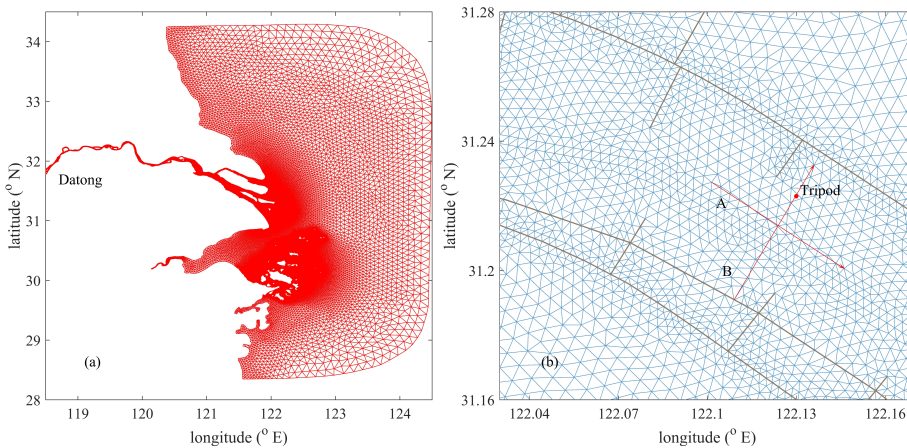 34
33
32
31
30
29
28
latitude (° N)
Datong
(a)
119
120
121
122
123
124
longitude (° E)
31.28
31.24
31.2
31.16
latitude (° N)
A
Tripod
B
(b)
122.04
122.07
122.1
122.13
122.16
longitude (° E)